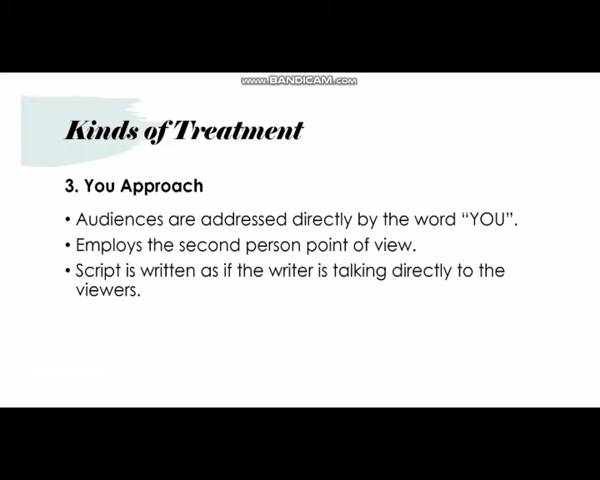 www.BANDICAM.com
Kinds of Treatment
3. You Approach
• Audiences are addressed directly by the word “YOU”.
• Employs the second person point of view.
• Script is written as if the writer is talking directly to the
viewers.